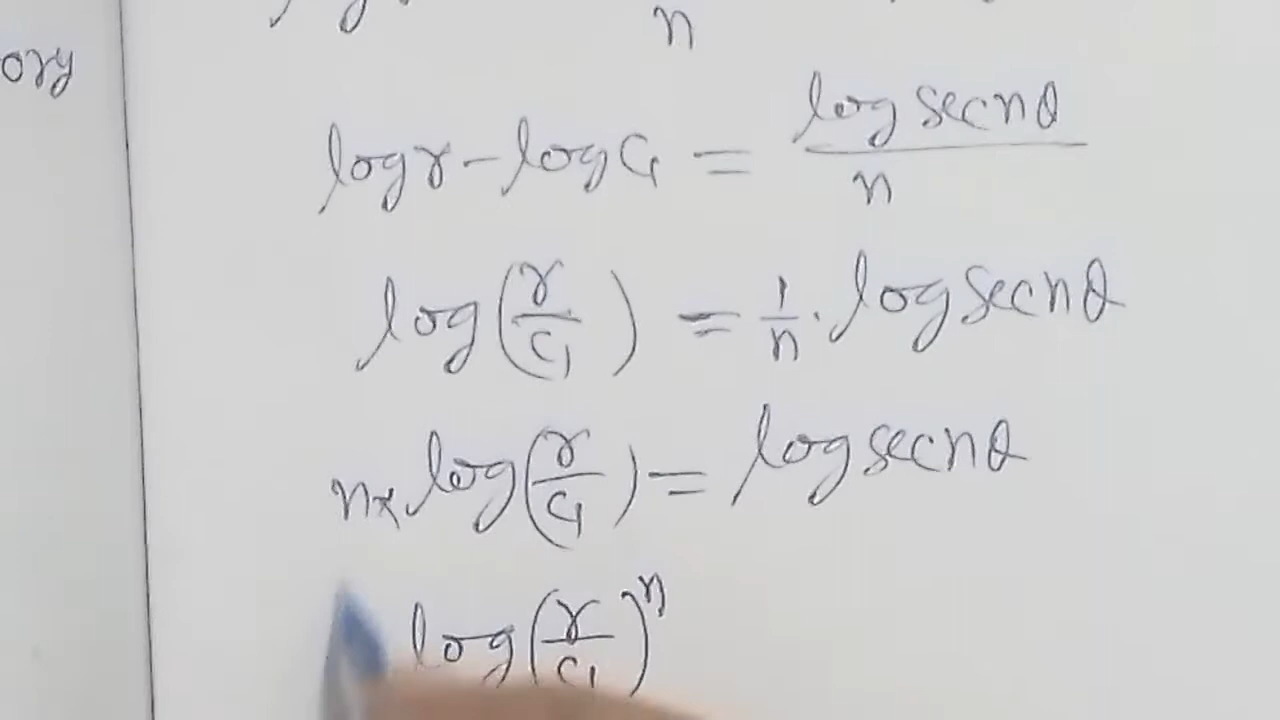 n
ory
log r - log c₁ = log sec nθ / n
log (r/c₁) = 1/n . log sec nθ
n × log (r/c₁) = log sec nθ
log (r/c₁)ⁿ